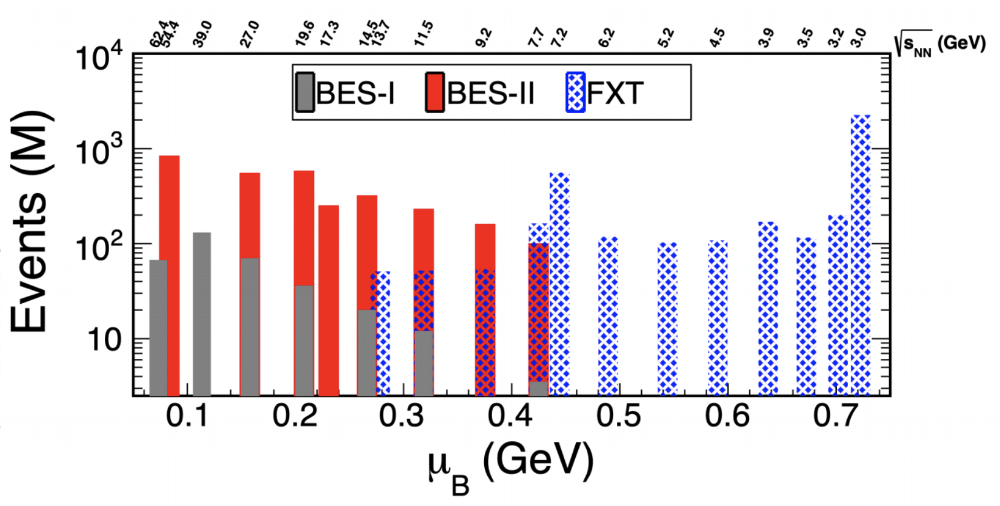 62.4 54.4 39.0 27.0 19.6 17.3 14.5 13.7 11.5 9.2 7.7 7.2 6.2 5.2 4.5 3.9 3.5 3.2 3.0 √sNN (GeV)
10⁴
BES-I BES-II FXT
10³
10²
10
Events (M)
0.1 0.2 0.3 0.4 0.5 0.6 0.7
μB (GeV)